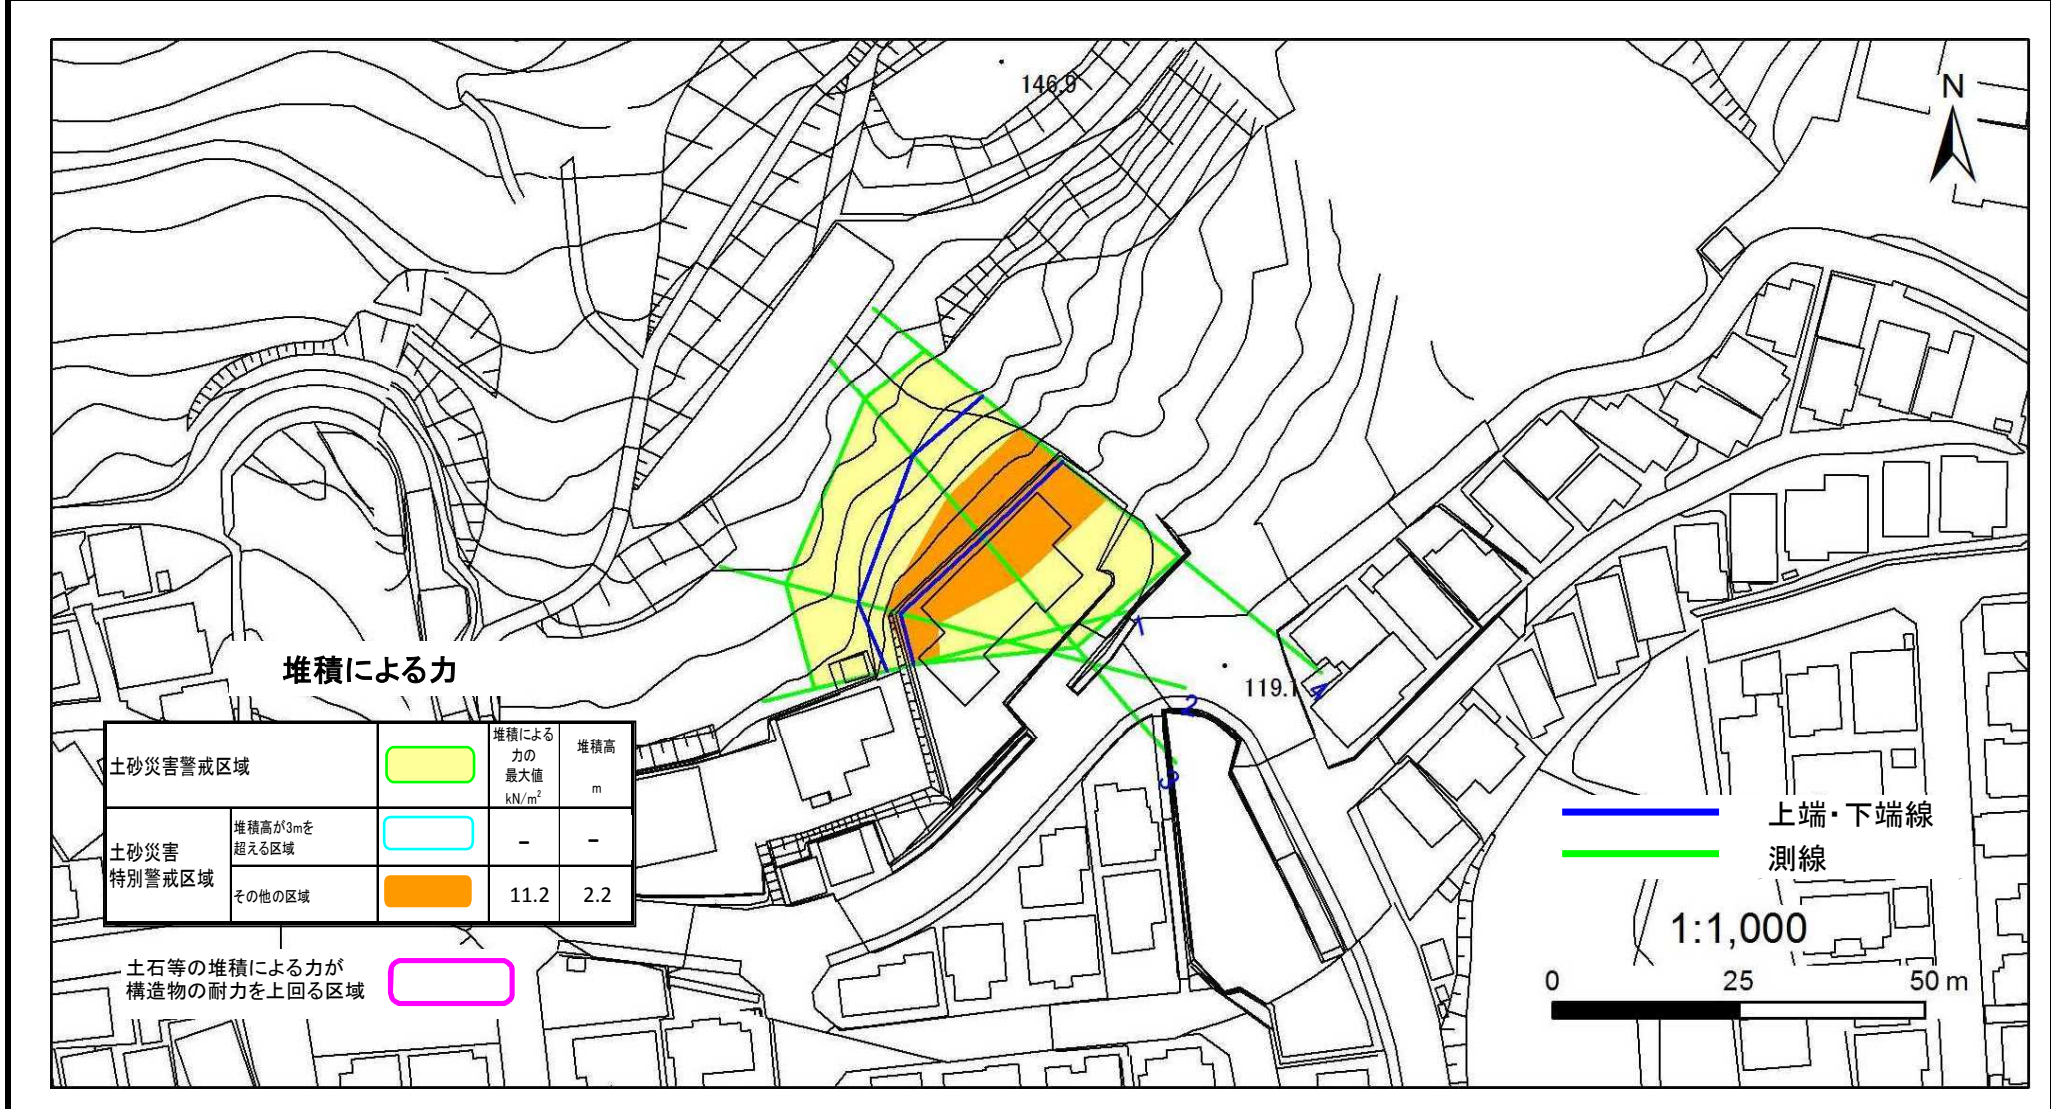 146.9
N
1
2
119.1
4
3
堆積による力
土砂災害警戒区域
堆積による
力の
最大値
kN/m²
堆積高
m
土砂災害
特別警戒区域
堆積高が3mを
超える区域
-
-
その他の区域
11.2
2.2
土石等の堆積による力が
構造物の耐力を上回る区域
上端・下端線
測線
1:1,000
0
25
50 m